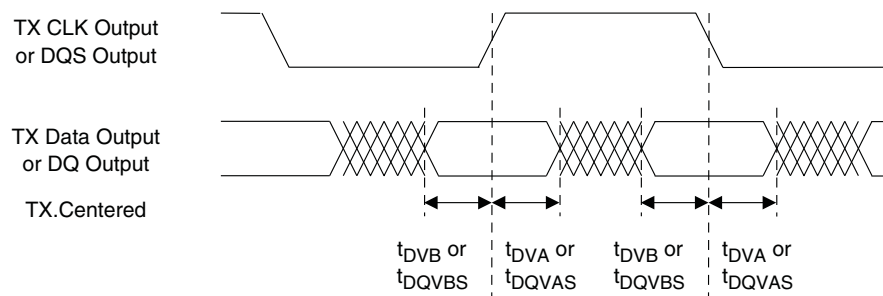 TX CLK Output
or DQS Output
TX Data Output
or DQ Output
TX.Centered
tDVB or
tDQVBS
tDVA or
tDQVAS
tDVB or
tDQVBS
tDVA or
tDQVAS